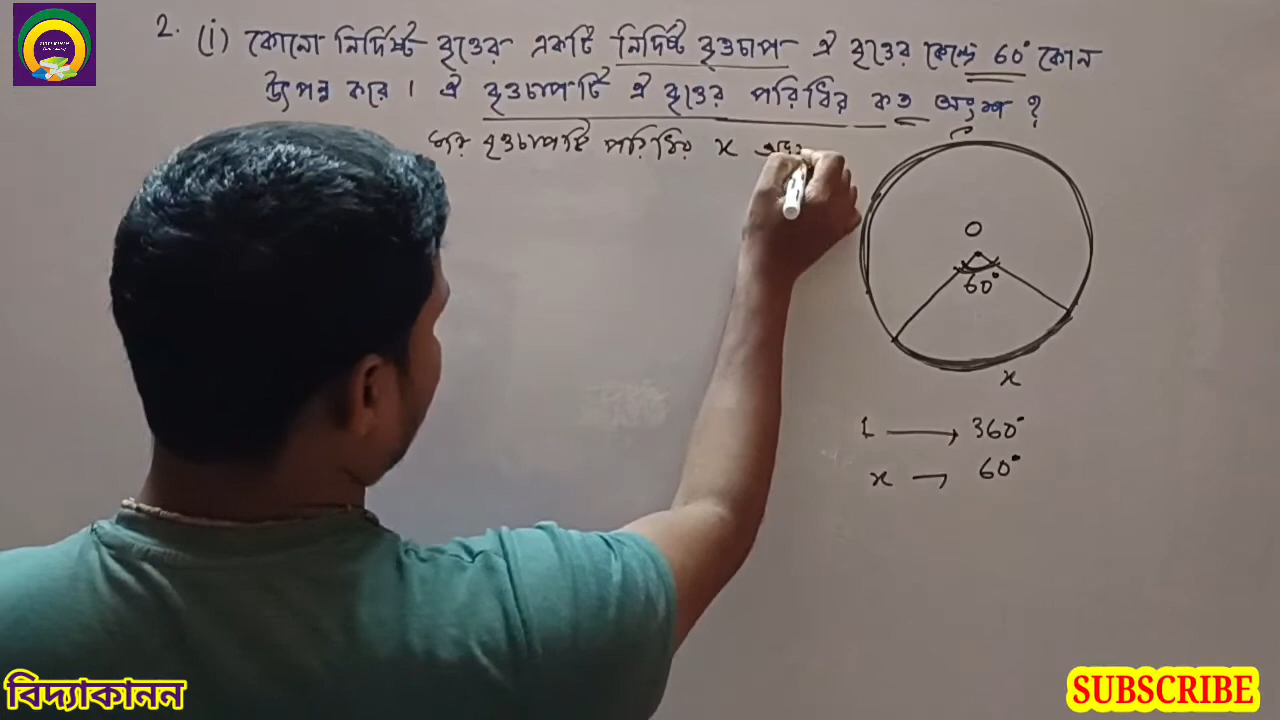 2. (i) কোনো নির্দিষ্ট বৃত্তের একটি নির্দিষ্ট বৃত্তচাপ ঐ বৃত্তের কেন্দ্রে 60° কোন
উৎপন্ন করে। ঐ বৃত্তচাপটি ঐ বৃত্তের পরিধির কত অংশ?
বৃত্তচাপটি পরিধির x
O
60°
x
1 → 360°
x → 60°
বিদ্যাকানন
SUBSCRIBE